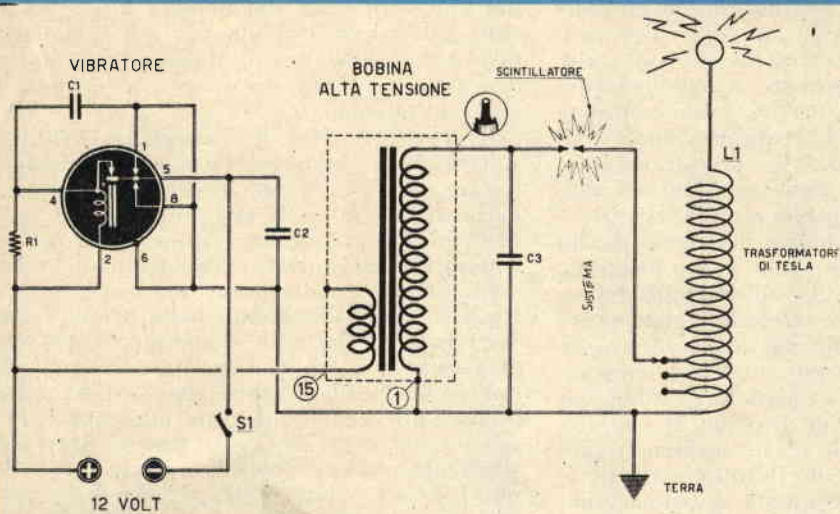 VIBRATORE
C1
1
5
4
8
R1
2
6
C2
BOBINA
ALTA TENSIONE
15
1
S1
+
-
12 VOLT
SCINTILLATORE
C3
SISTEMA
L1
TRASFORMATORE
DI TESLA
TERRA